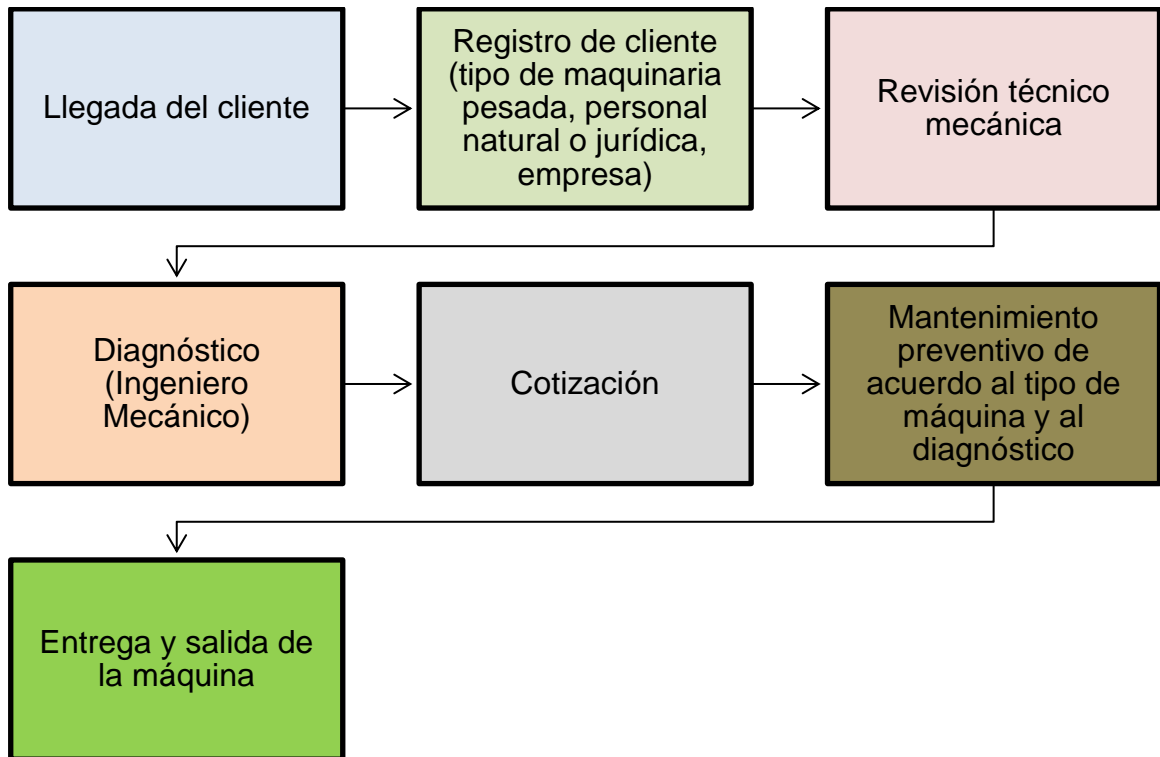 Llegada del cliente
Registro de cliente
(tipo de maquinaria
pesada, personal
natural o jurídica,
empresa)
Revisión técnico
mecánica
Diagnóstico
(Ingeniero
Mecánico)
Cotización
Mantenimiento
preventivo de
acuerdo al tipo de
máquina y al
diagnóstico
Entrega y salida de
la máquina